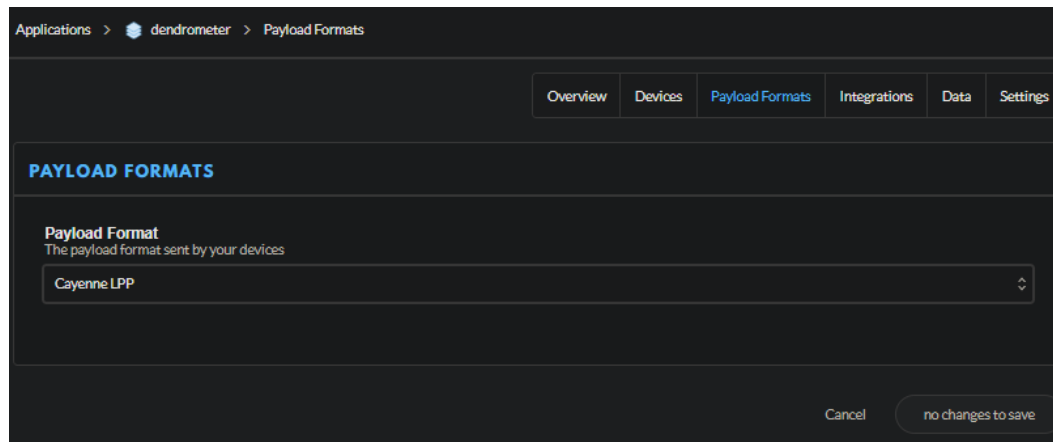 Applications > dendrometer > Payload Formats
Overview Devices Payload Formats Integrations Data Settings
PAYLOAD FORMATS
Payload Format
The payload format sent by your devices
Cayenne LPP
Cancel no changes to save